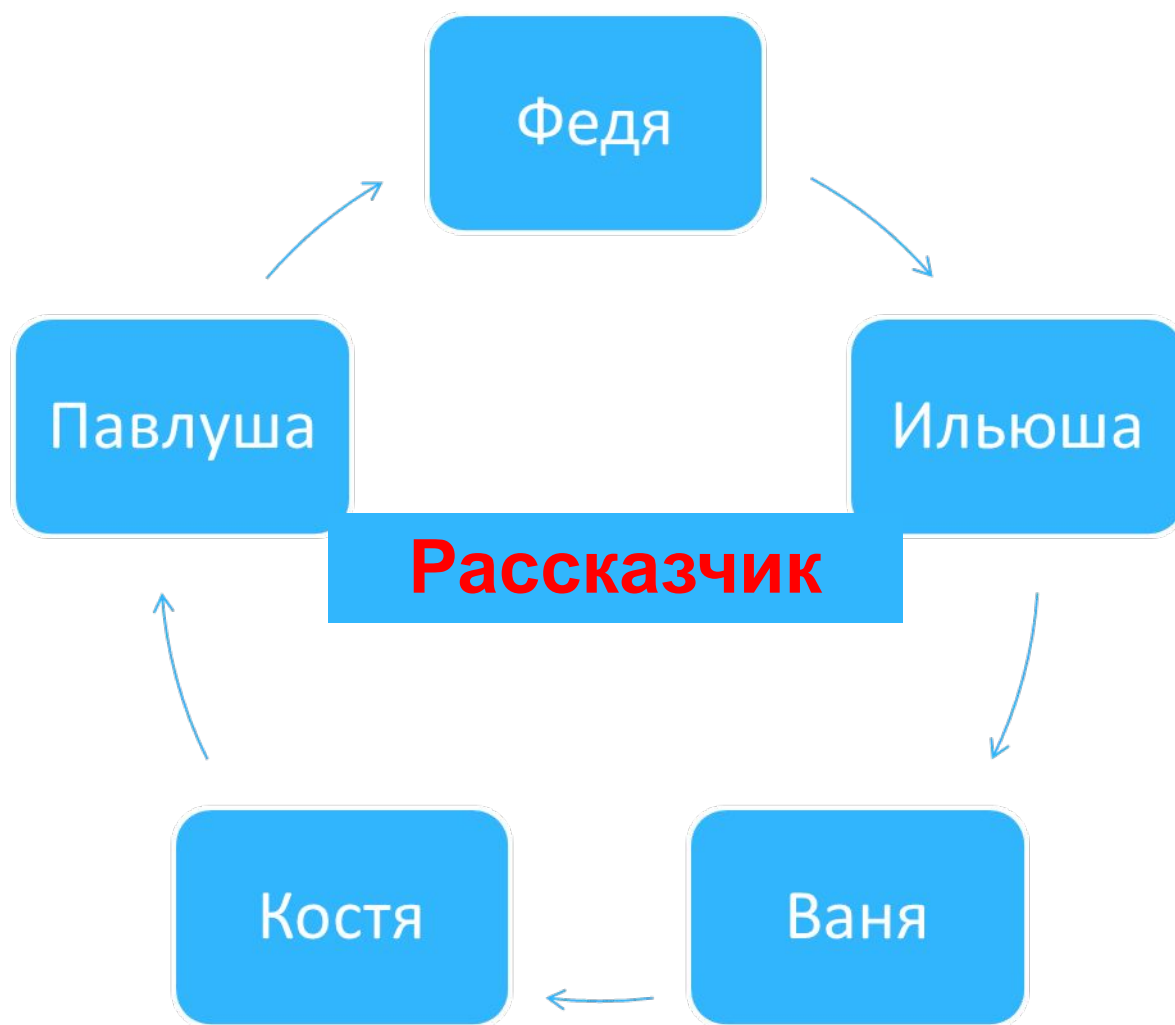 Федя
Павлуша
Ильюша
Рассказчик
Костя
Ваня